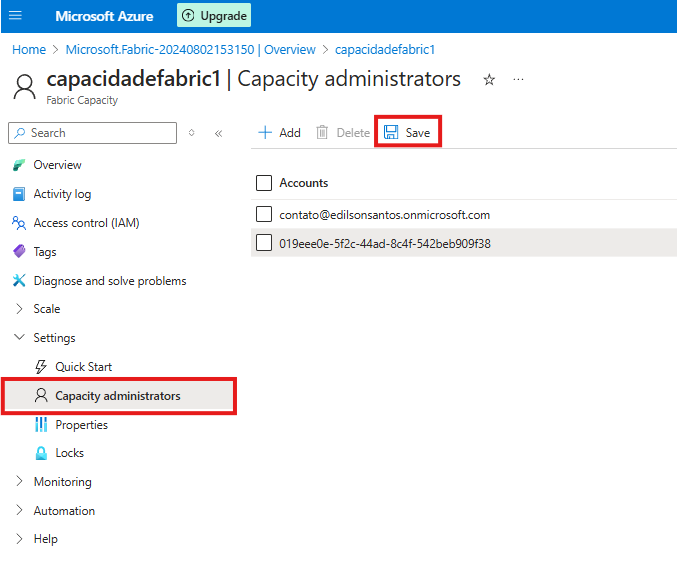 Microsoft Azure Upgrade
Home > Microsoft.Fabric-20240802153150 | Overview > capacidadefabric1
capacidadefabric1 | Capacity administrators
Fabric Capacity
Search
Add Delete Save
Overview
Activity log
Access control (IAM)
Tags
Diagnose and solve problems
Scale
Settings
Quick Start
Capacity administrators
Properties
Locks
Monitoring
Automation
Help
Accounts
contato@edilsonsantos.onmicrosoft.com
019eee0e-5f2c-44ad-8c4f-542beb909f38